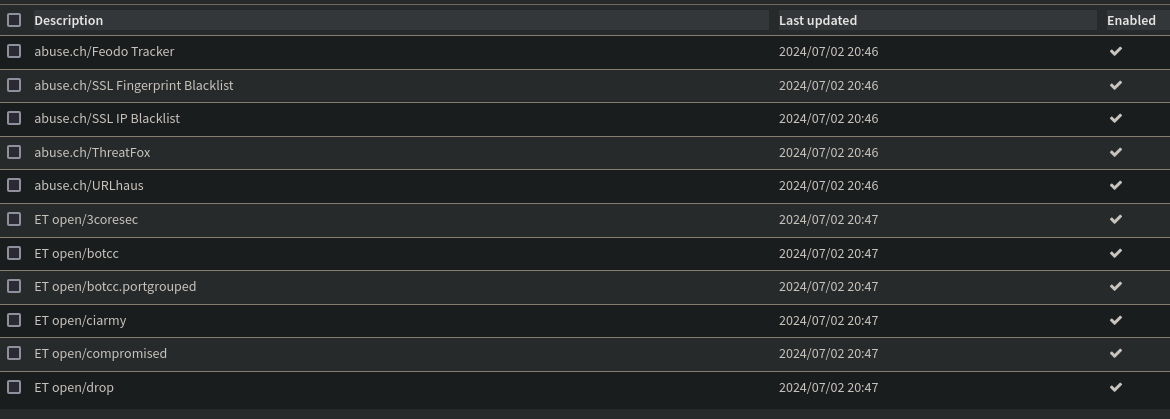 Description Last updated Enabled
abuse.ch/Feodo Tracker 2024/07/02 20:46
abuse.ch/SSL Fingerprint Blacklist 2024/07/02 20:46
abuse.ch/SSL IP Blacklist 2024/07/02 20:46
abuse.ch/ThreatFox 2024/07/02 20:46
abuse.ch/URLhaus 2024/07/02 20:46
ET open/3coresec 2024/07/02 20:47
ET open/botcc 2024/07/02 20:47
ET open/botcc.portgrouped 2024/07/02 20:47
ET open/ciarmy 2024/07/02 20:47
ET open/compromised 2024/07/02 20:47
ET open/drop 2024/07/02 20:47